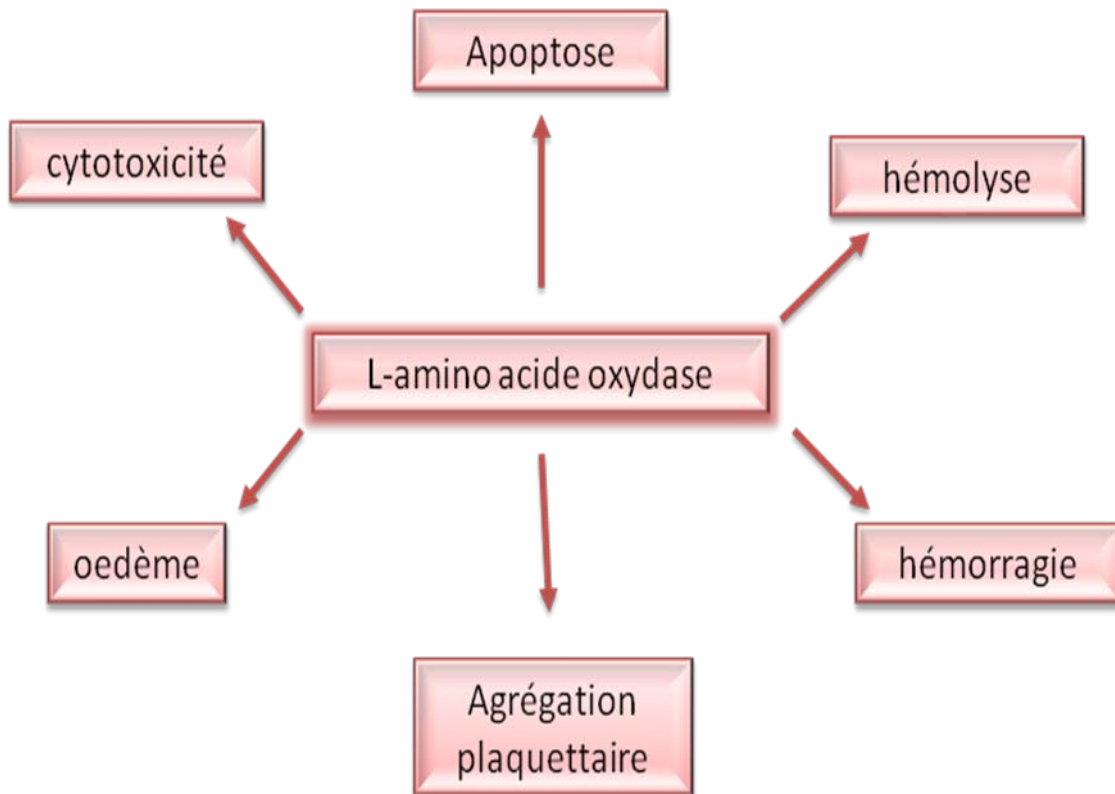 Apoptose
cytotoxicité
hémolyse
L-amino acide oxydase
oedème
hémorragie
Agrégation
plaquettaire